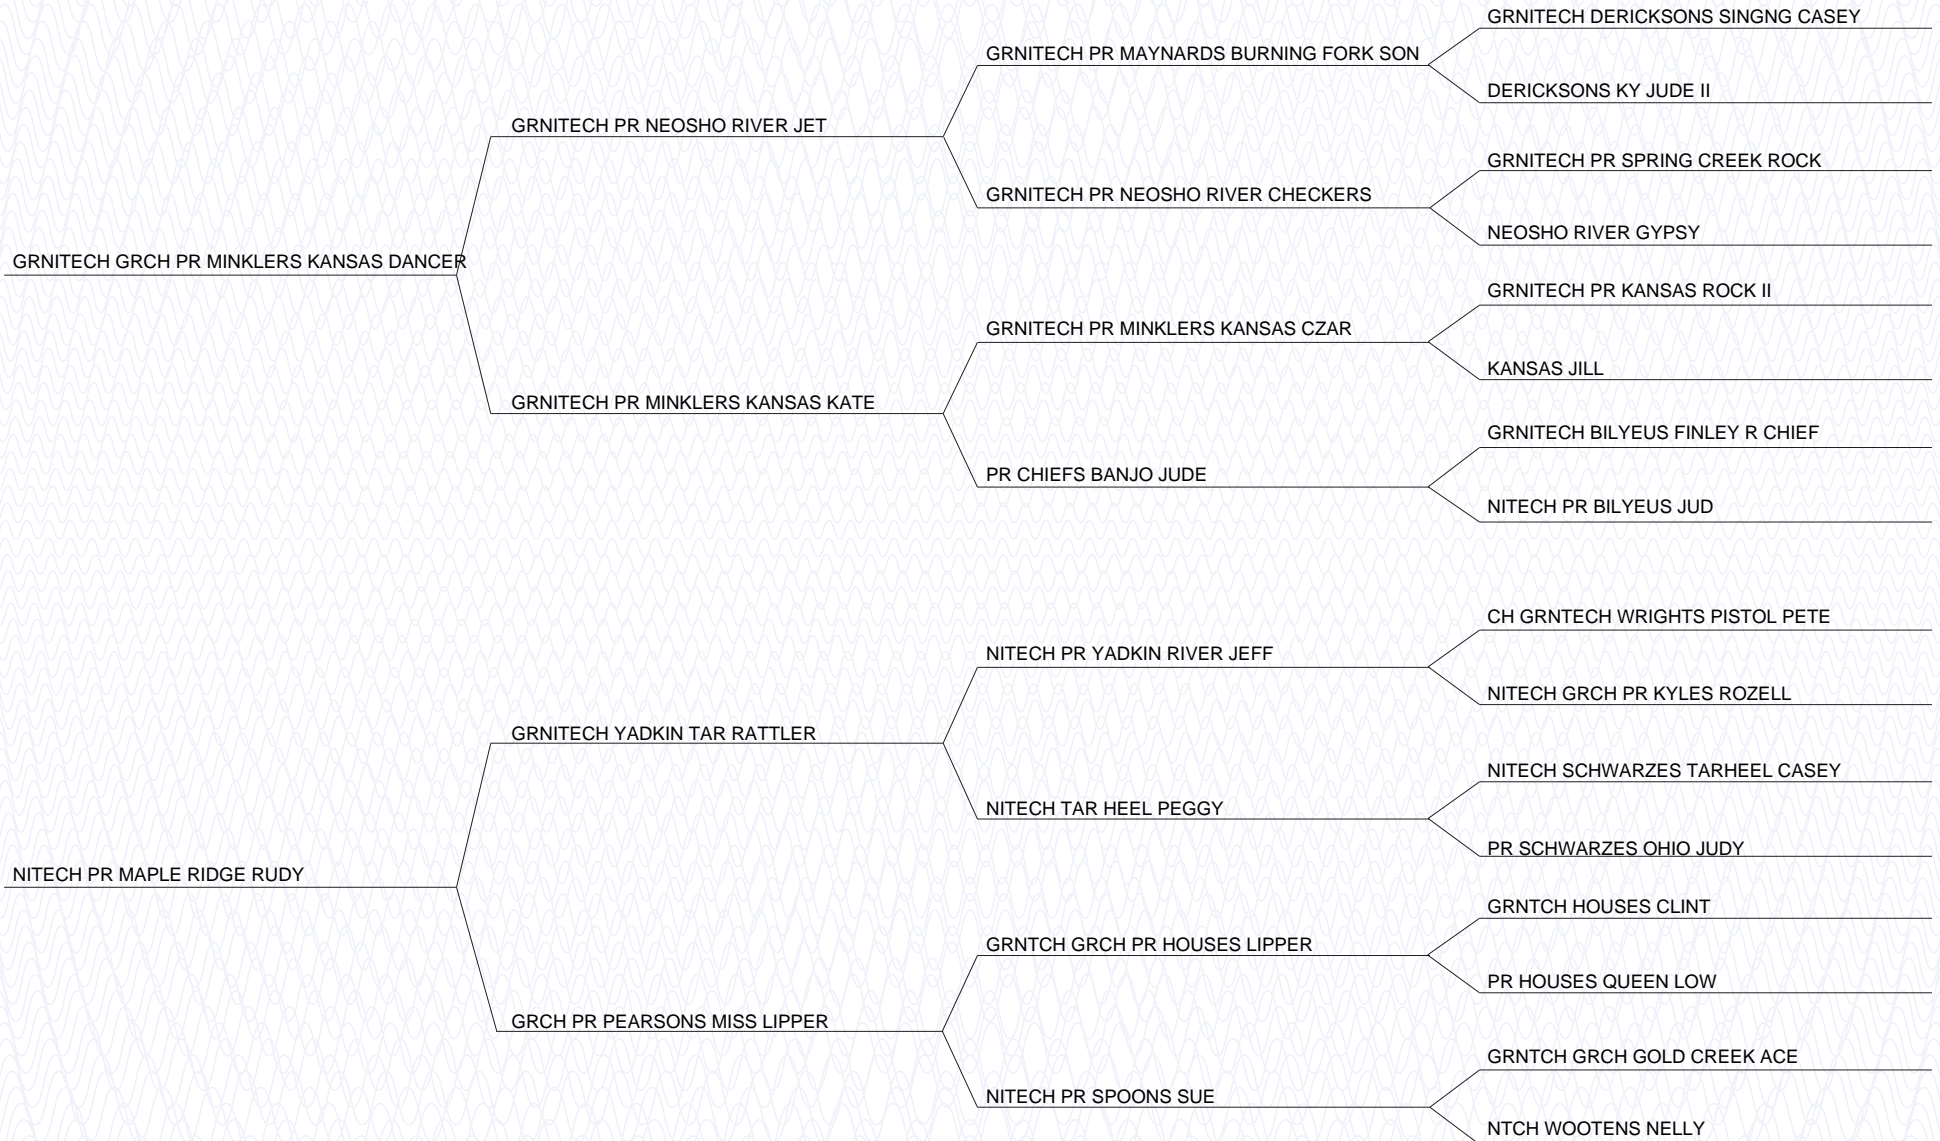 GRNITECH DERICKSONS SINGNG CASEY
GRNITECH PR MAYNARDS BURNING FORK SON
DERICKSONS KY JUDE II
GRNITECH PR NEOSHO RIVER JET
GRNITECH PR SPRING CREEK ROCK
GRNITECH PR NEOSHO RIVER CHECKERS
NEOSHO RIVER GYPSY
GRNITECH GRCH PR MINKLERS KANSAS DANCER
GRNITECH PR KANSAS ROCK II
GRNITECH PR MINKLERS KANSAS CZAR
KANSAS JILL
GRNITECH PR MINKLERS KANSAS KATE
GRNITECH BILYEUS FINLEY R CHIEF
PR CHIEFS BANJO JUDE
NITECH PR BILYEUS JUD
CH GRNTECH WRIGHTS PISTOL PETE
NITECH PR YADKIN RIVER JEFF
NITECH GRCH PR KYLES ROZELL
GRNITECH YADKIN TAR RATTLER
NITECH SCHWARZES TARHEEL CASEY
NITECH TAR HEEL PEGGY
PR SCHWARZES OHIO JUDY
NITECH PR MAPLE RIDGE RUDY
GRNTCH HOUSES CLINT
GRNTCH GRCH PR HOUSES LIPPER
PR HOUSES QUEEN LOW
GRCH PR PEARSONS MISS LIPPER
GRNTCH GRCH GOLD CREEK ACE
NITECH PR SPOONS SUE
NTCH WOOTENS NELLY